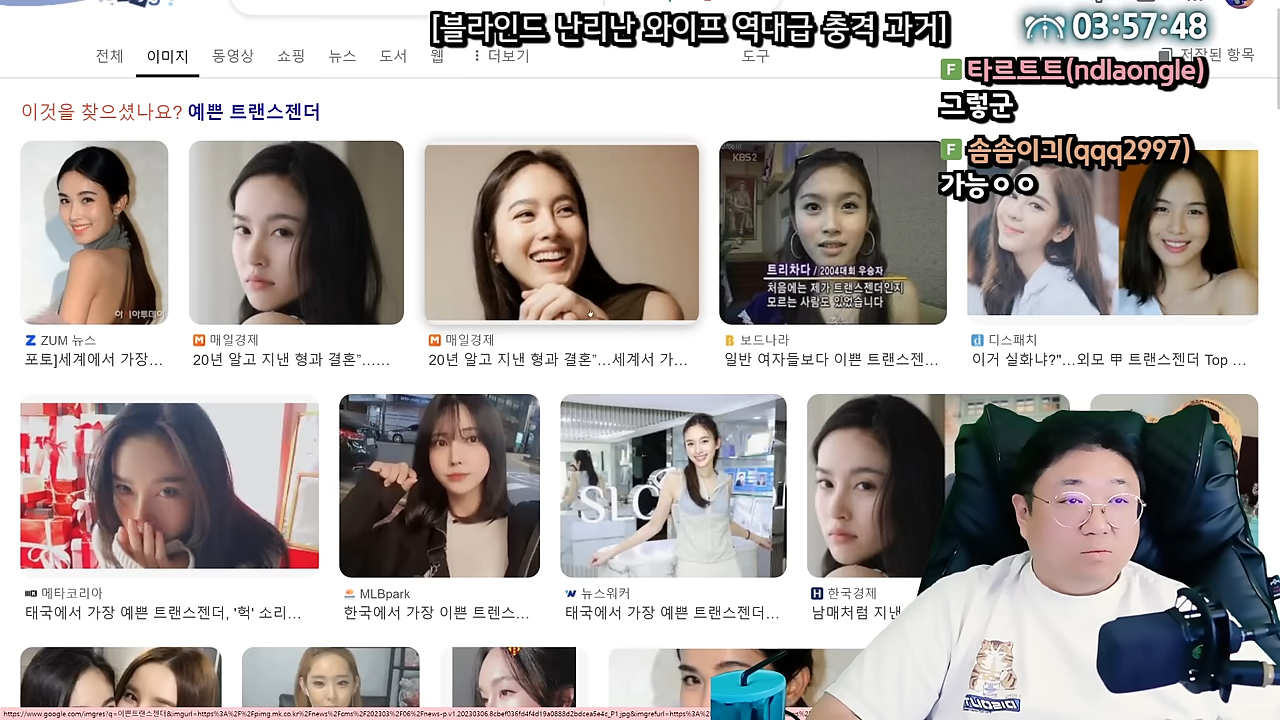 [블라인드 난리난 와이프 역대급 충격 과거]
03:57:48
전체 이미지 동영상 쇼핑 뉴스 도서 웹 더보기 도구
저장된 항목
F 타르트트(ndlaongle)
그렇군
F 솜솜이긔(qqq2997)
가능ㅇㅇ
이것을 찾으셨나요? 예쁜 트랜스젠더
KBS2
트리차다 / 2004대회 우승자
처음에는 제가 트랜스젠더인지
모르는 사람도 있었습니다
ZUM 뉴스
포토]세계에서 가장...
매일경제
20년 알고 지낸 형과 결혼”......
매일경제
20년 알고 지낸 형과 결혼”...세계서 가...
보드나라
일반 여자들보다 이쁜 트랜스젠...
디스패치
이거 실화냐?"...외모 甲 트랜스젠더 Top ...
SLC
메타코리아
태국에서 가장 예쁜 트랜스젠더, '헉' 소리...
MLBpark
한국에서 가장 이쁜 트렌스...
뉴스워커
태국에서 가장 예쁜 트랜스젠더...
한국경제
남매처럼 지낸